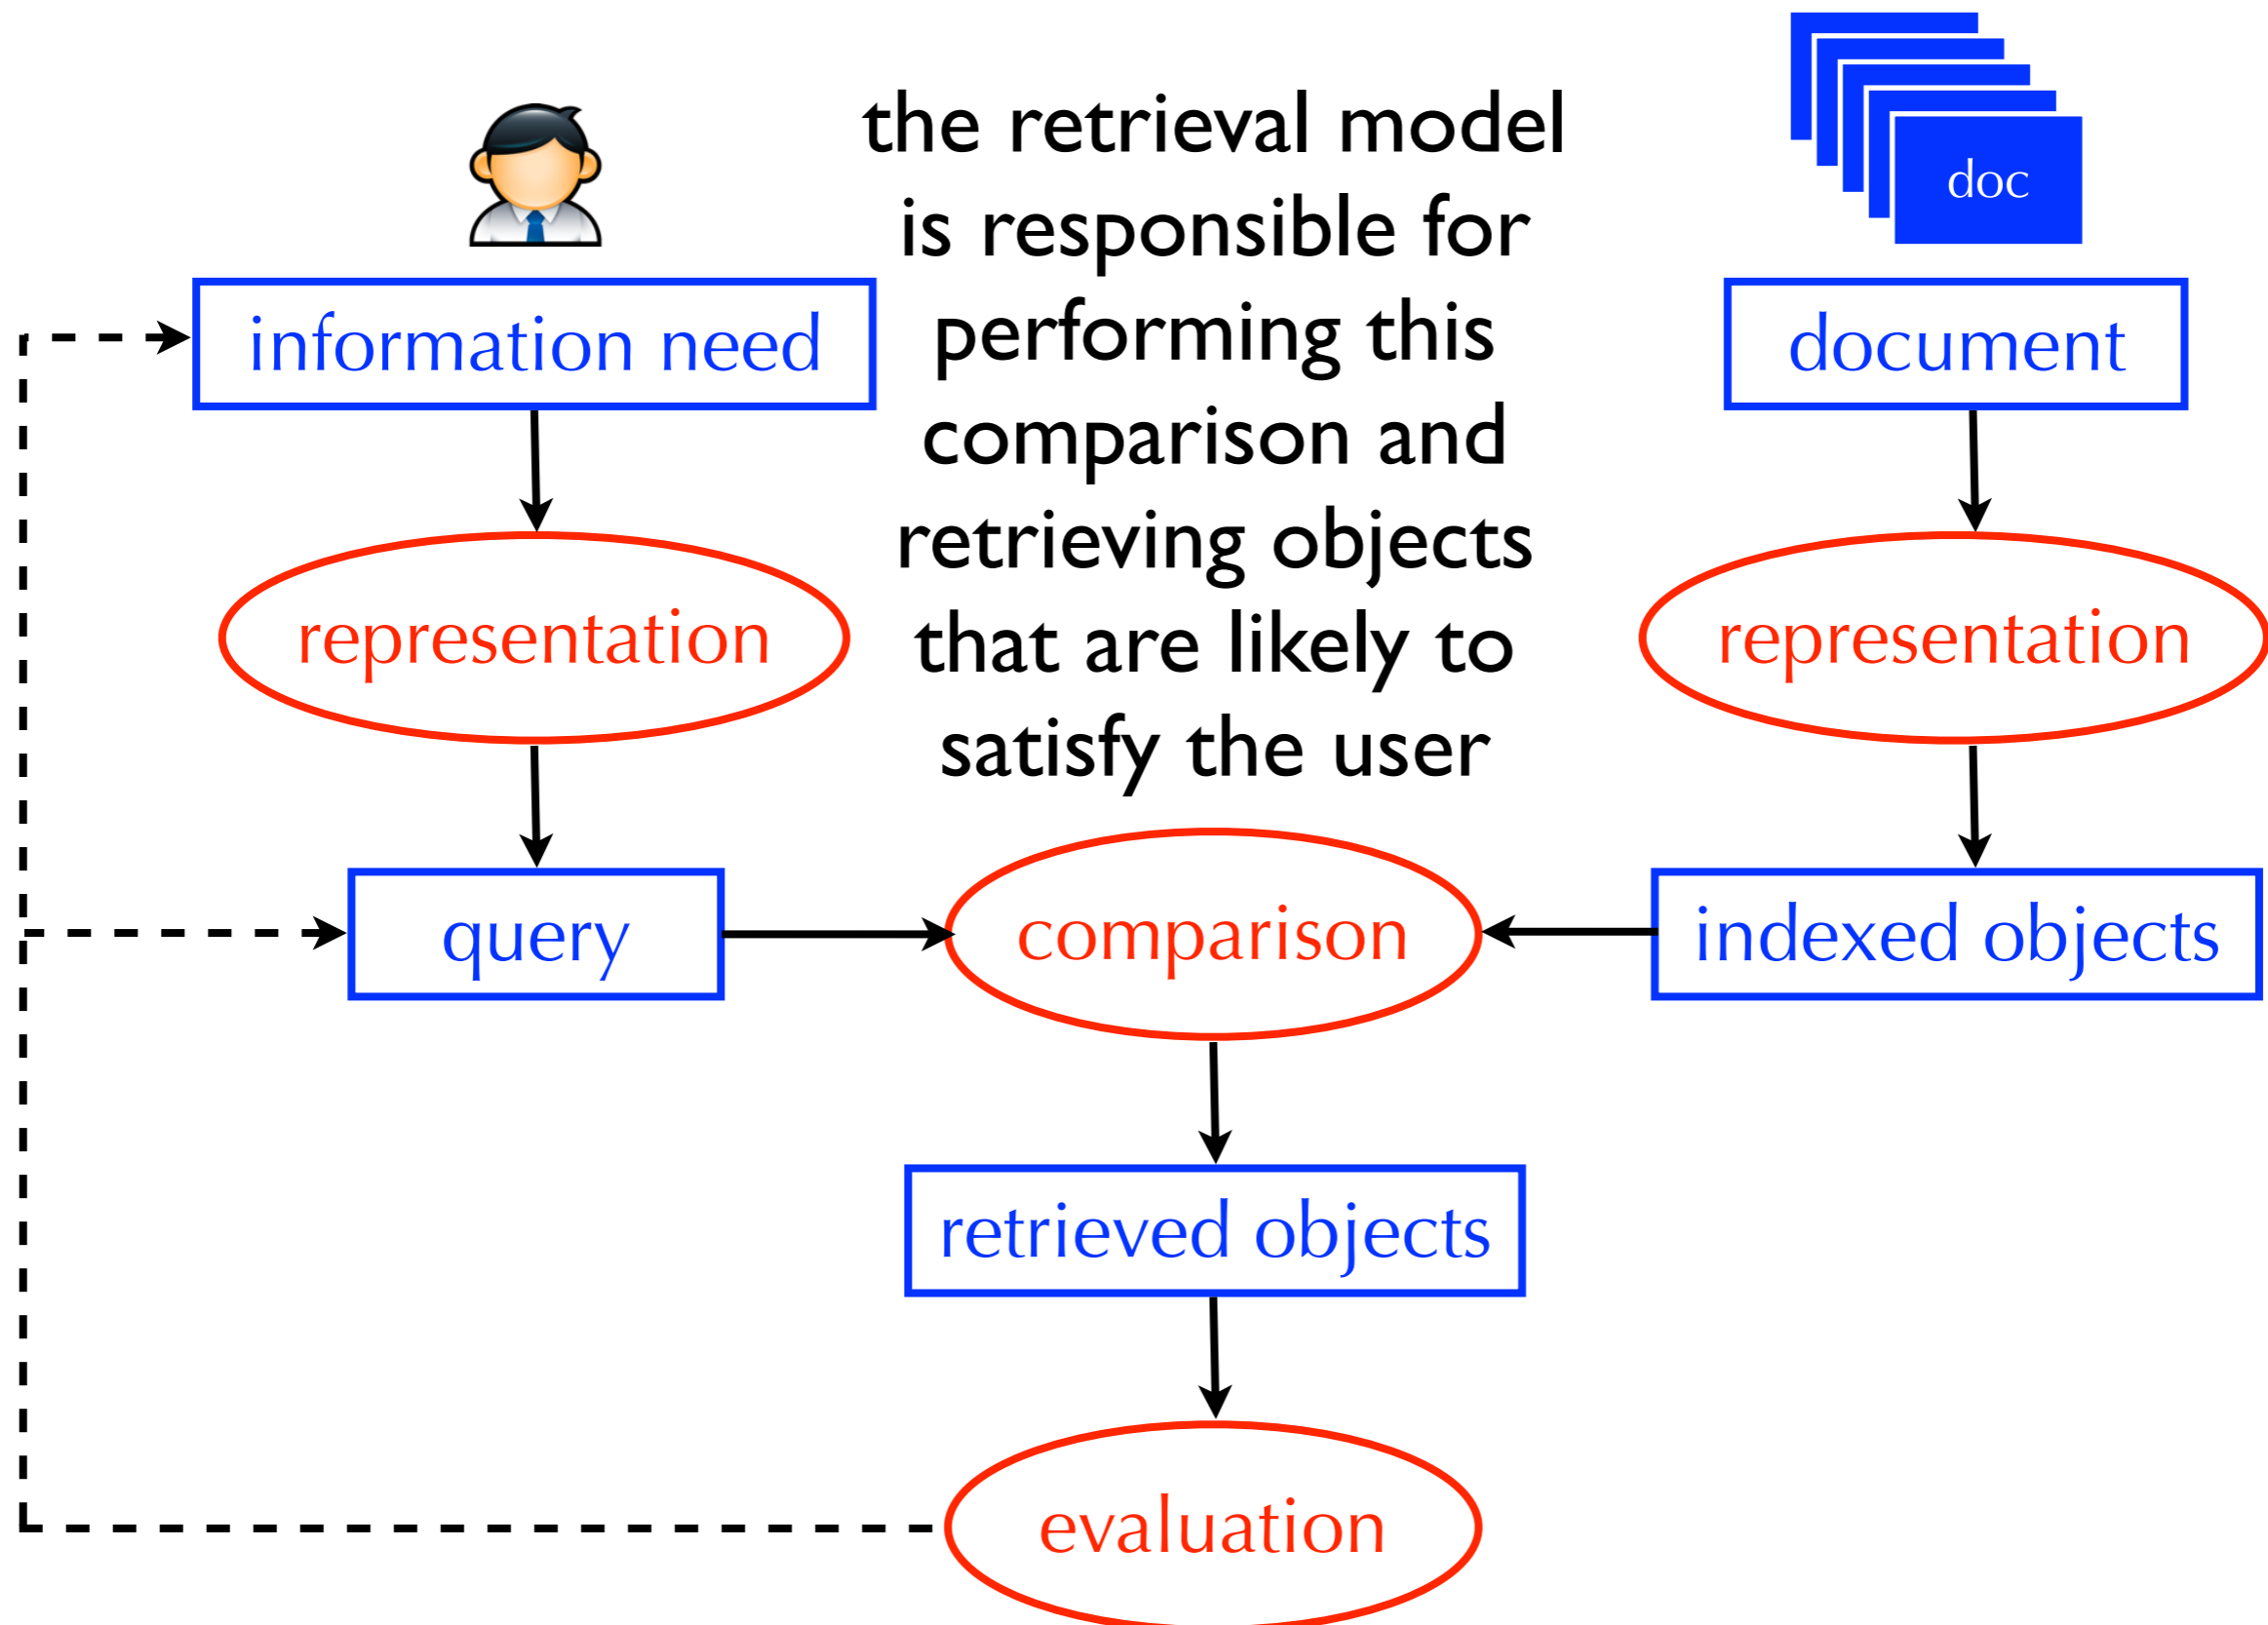 the retrieval model
is responsible for
performing this
comparison and
retrieving objects
that are likely to
satisfy the user
doc
information need
document
representation
representation
query
comparison
indexed objects
retrieved objects
evaluation